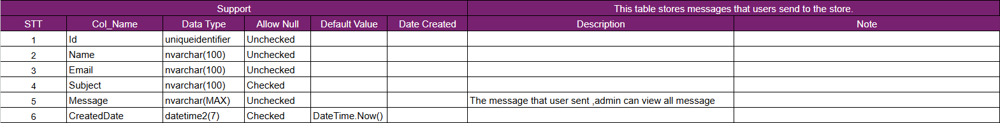 Support This table stores messages that users send to the store.
STT Col_Name Data Type Allow Null Default Value Date Created Description Note
1 Id uniqueidentifier Unchecked
2 Name nvarchar(100) Unchecked
3 Email nvarchar(100) Unchecked
4 Subject nvarchar(100) Checked
5 Message nvarchar(MAX) Unchecked The message that user sent ,admin can view all message
6 CreatedDate datetime2(7) Checked DateTime.Now()